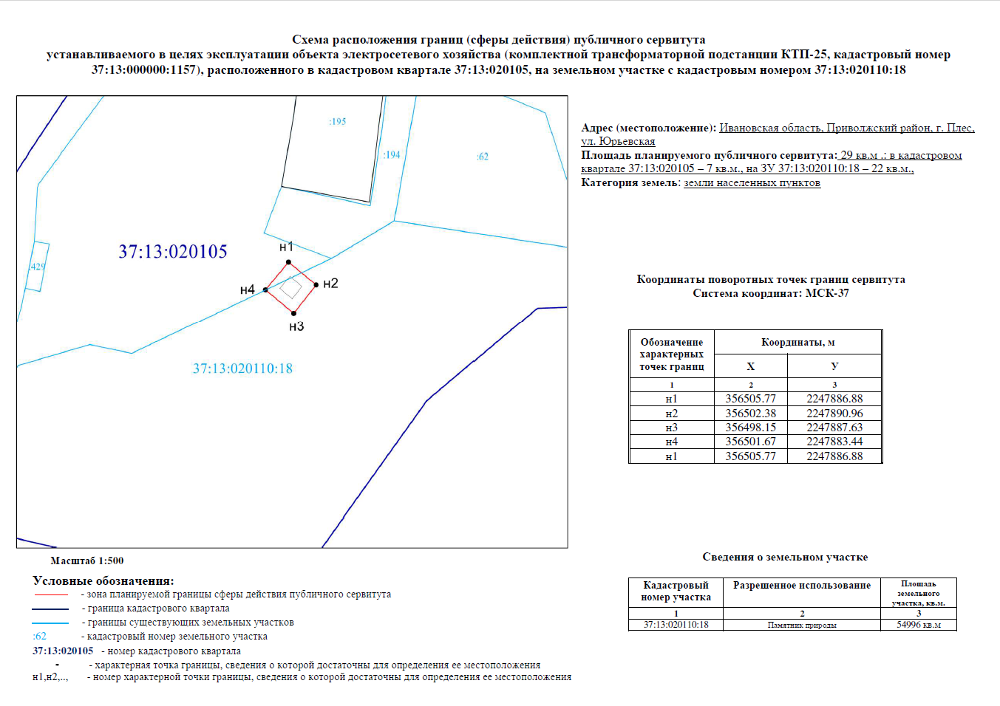 Схема расположения границ (сферы действия) публичного сервитута
устанавливаемого в целях эксплуатации объекта электросетевого хозяйства (комплектной трансформаторной подстанции КТП-25, кадастровый номер
37:13:000000:1157), расположенного в кадастровом квартале 37:13:020105, на земельном участке с кадастровым номером 37:13:020110:18
:195
:194
:62
37:13:020105
:429
н1
н2
н4
н3
37:13:020110:18
Адрес (местоположение): Ивановская область, Приволжский район, г. Плес,
ул. Юрьевская
Площадь планируемого публичного сервитута: 29 кв.м .: в кадастровом
квартале 37:13:020105 – 7 кв.м., на ЗУ 37:13:020110:18 – 22 кв.м.,
Категория земель: земли населенных пунктов
Координаты поворотных точек границ сервитута
Система координат: МСК-37
Обозначение характерных точек границ Координаты, м
Х У
1 2 3
н1 356505.77 2247886.88
н2 356502.38 2247890.96
н3 356498.15 2247887.63
н4 356501.67 2247883.44
н1 356505.77 2247886.88
Сведения о земельном участке
Кадастровый номер участка Разрешенное использование Площадь земельного участка, кв.м.
1 2 3
37:13:020110:18 Памятник природы 54996 кв.м
Масштаб 1:500
Условные обозначения:
- зона планируемой границы сферы действия публичного сервитута
- граница кадастрового квартала
- границы существующих земельных участков
:62 - кадастровый номер земельного участка
37:13:020105 - номер кадастрового квартала
- характерная точка границы, сведения о которой достаточны для определения ее местоположения
н1,н2,.., - номер характерной точки границы, сведения о которой достаточны для определения ее местоположения